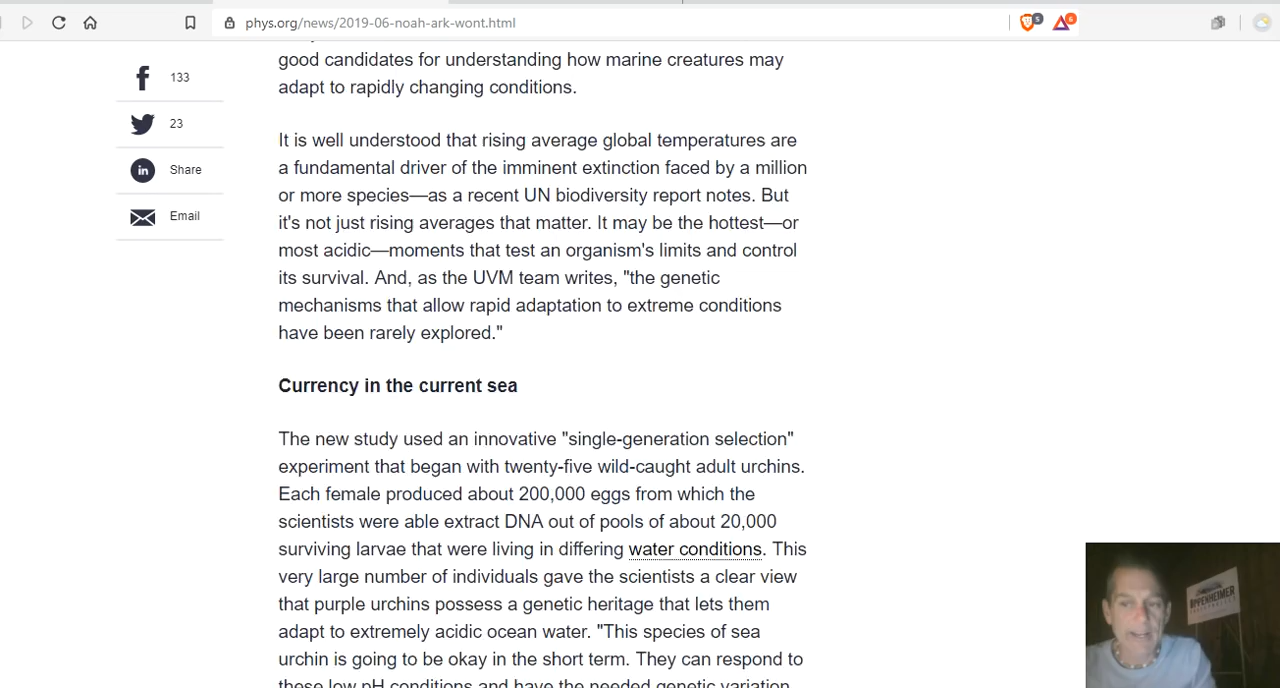 phys.org/news/2019-06-noah-ark-wont.html
5
6
133
23
Share
Email
good candidates for understanding how marine creatures may
adapt to rapidly changing conditions.
It is well understood that rising average global temperatures are
a fundamental driver of the imminent extinction faced by a million
or more species—as a recent UN biodiversity report notes. But
it's not just rising averages that matter. It may be the hottest—or
most acidic—moments that test an organism's limits and control
its survival. And, as the UVM team writes, "the genetic
mechanisms that allow rapid adaptation to extreme conditions
have been rarely explored."
Currency in the current sea
The new study used an innovative "single-generation selection"
experiment that began with twenty-five wild-caught adult urchins.
Each female produced about 200,000 eggs from which the
scientists were able extract DNA out of pools of about 20,000
surviving larvae that were living in differing water conditions. This
very large number of individuals gave the scientists a clear view
that purple urchins possess a genetic heritage that lets them
adapt to extremely acidic ocean water. "This species of sea
urchin is going to be okay in the short term. They can respond to
these low pH conditions and have the needed genetic variation
OPPENHEIMER